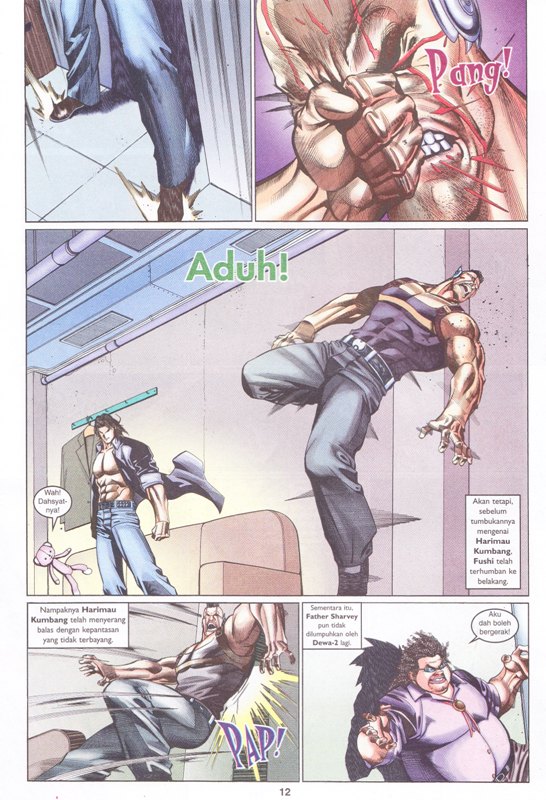 Pang!
Aduh!
Wah!
Dahsyat-
nya!
Akan tetapi,
sebelum
tumbukannya
mengenai
Harimau
Kumbang,
Fushi telah
terhumban ke
belakang.
Nampaknya Harimau
Kumbang telah menyerang
balas dengan kepantasan
yang tidak terbayang.
PAP!
Sementara itu,
Father Sharvey
pun tidak
dilumpuhkan oleh
Dewa-2 lagi.
Aku
dah boleh
bergerak!
12